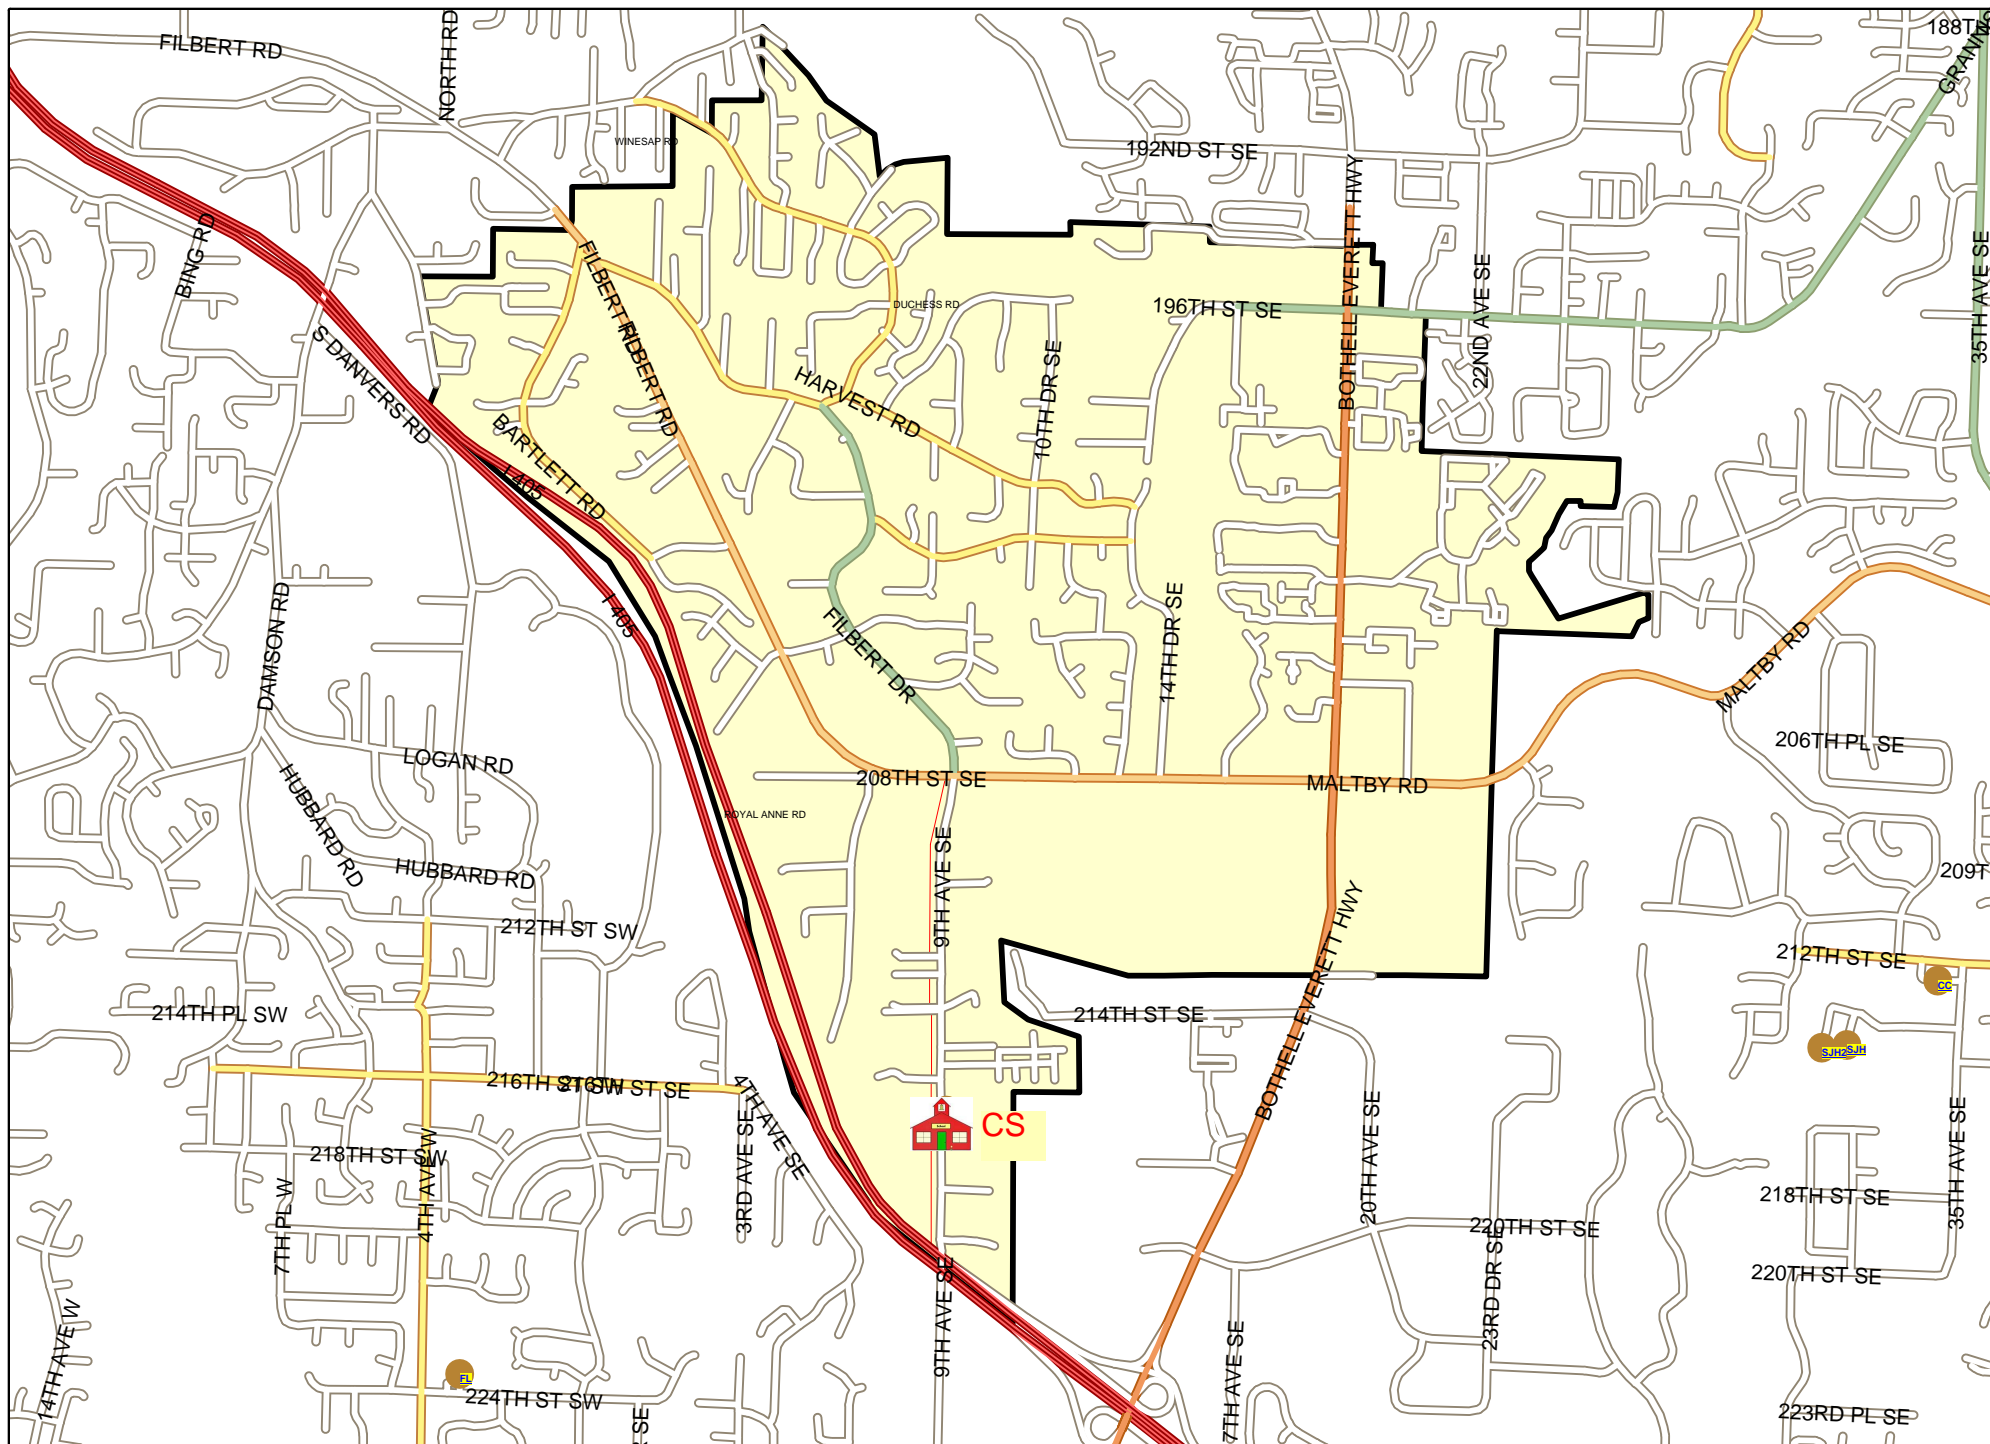 188TH
FILBERT RD
NORTH RD
GRANN
WINESAP RD
192ND ST SE
BING RD
BOTHELL EVERETT HWY
22ND AVE SE
35TH AVE SE
FILBERT RD
DUCHESS RD
196TH ST SE
S DANVERS RD
FILBERT RD
HARVEST RD
10TH DR SE
BARTLETT RD
I 405
I 405
DAMSON RD
FILBERT DR
14TH DR SE
MALTBY RD
LOGAN RD
206TH PL SE
208TH ST SE
MALTBY RD
HUBBARD RD
ROYAL ANNE RD
HUBBARD RD
9TH AVE SE
209T
212TH ST SW
BOTHELL EVERETT HWY
212TH ST SE
CC
214TH PL SW
214TH ST SE
SJH2
SJH
216TH ST SW
216TH ST SE
4TH AVE SE
3RD AVE SE
CS
218TH ST SW
4TH AVE W
7TH PL W
20TH AVE SE
35TH AVE SE
218TH ST SE
220TH ST SE
23RD DR SE
220TH ST SE
9TH AVE SE
14TH AVE W
7TH AVE SE
FL
224TH ST SW
R SE
223RD PL SE